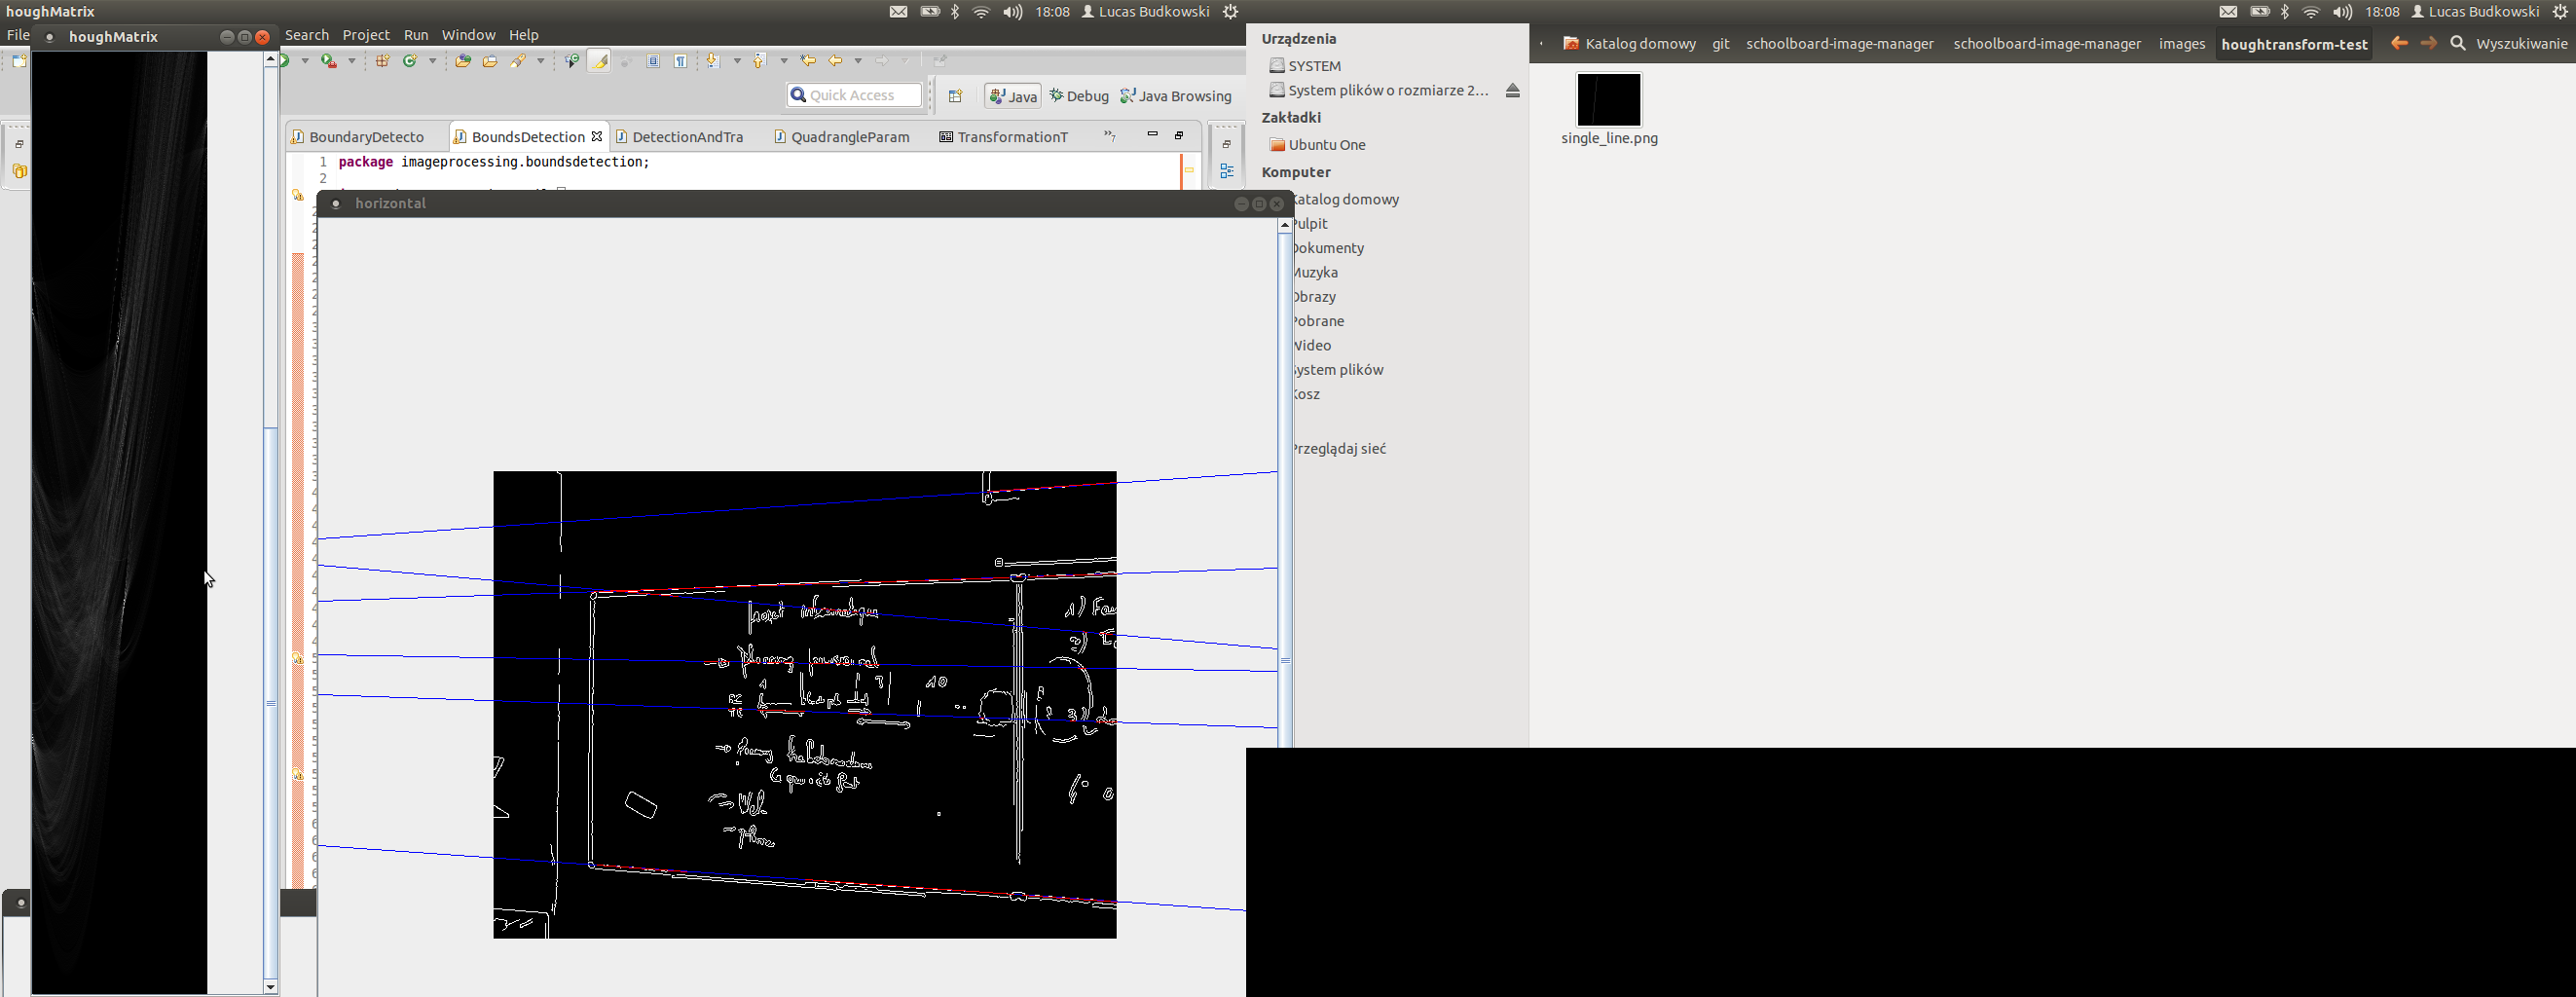 houghMatrix
18:08 Lucas Budkowski
18:08 Lucas Budkowski
houghMatrix
File
Search Project Run Window Help
Quick Access
Java Debug Java Browsing
BoundaryDetecto BoundsDetection DetectionAndTra QuadrangleParam TransformationT »7
1 package imageprocessing.boundsdetection;
2
horizontal
Urządzenia
SYSTEM
System plików o rozmiarze 2...
Zakładki
Ubuntu One
Komputer
Katalog domowy
Pulpit
Dokumenty
Muzyka
Obrazy
Pobrane
Wideo
System plików
Kosz
Przeglądaj sieć
Katalog domowy git schoolboard-image-manager schoolboard-image-manager images houghtransform-test Wyszukiwanie
single_line.png